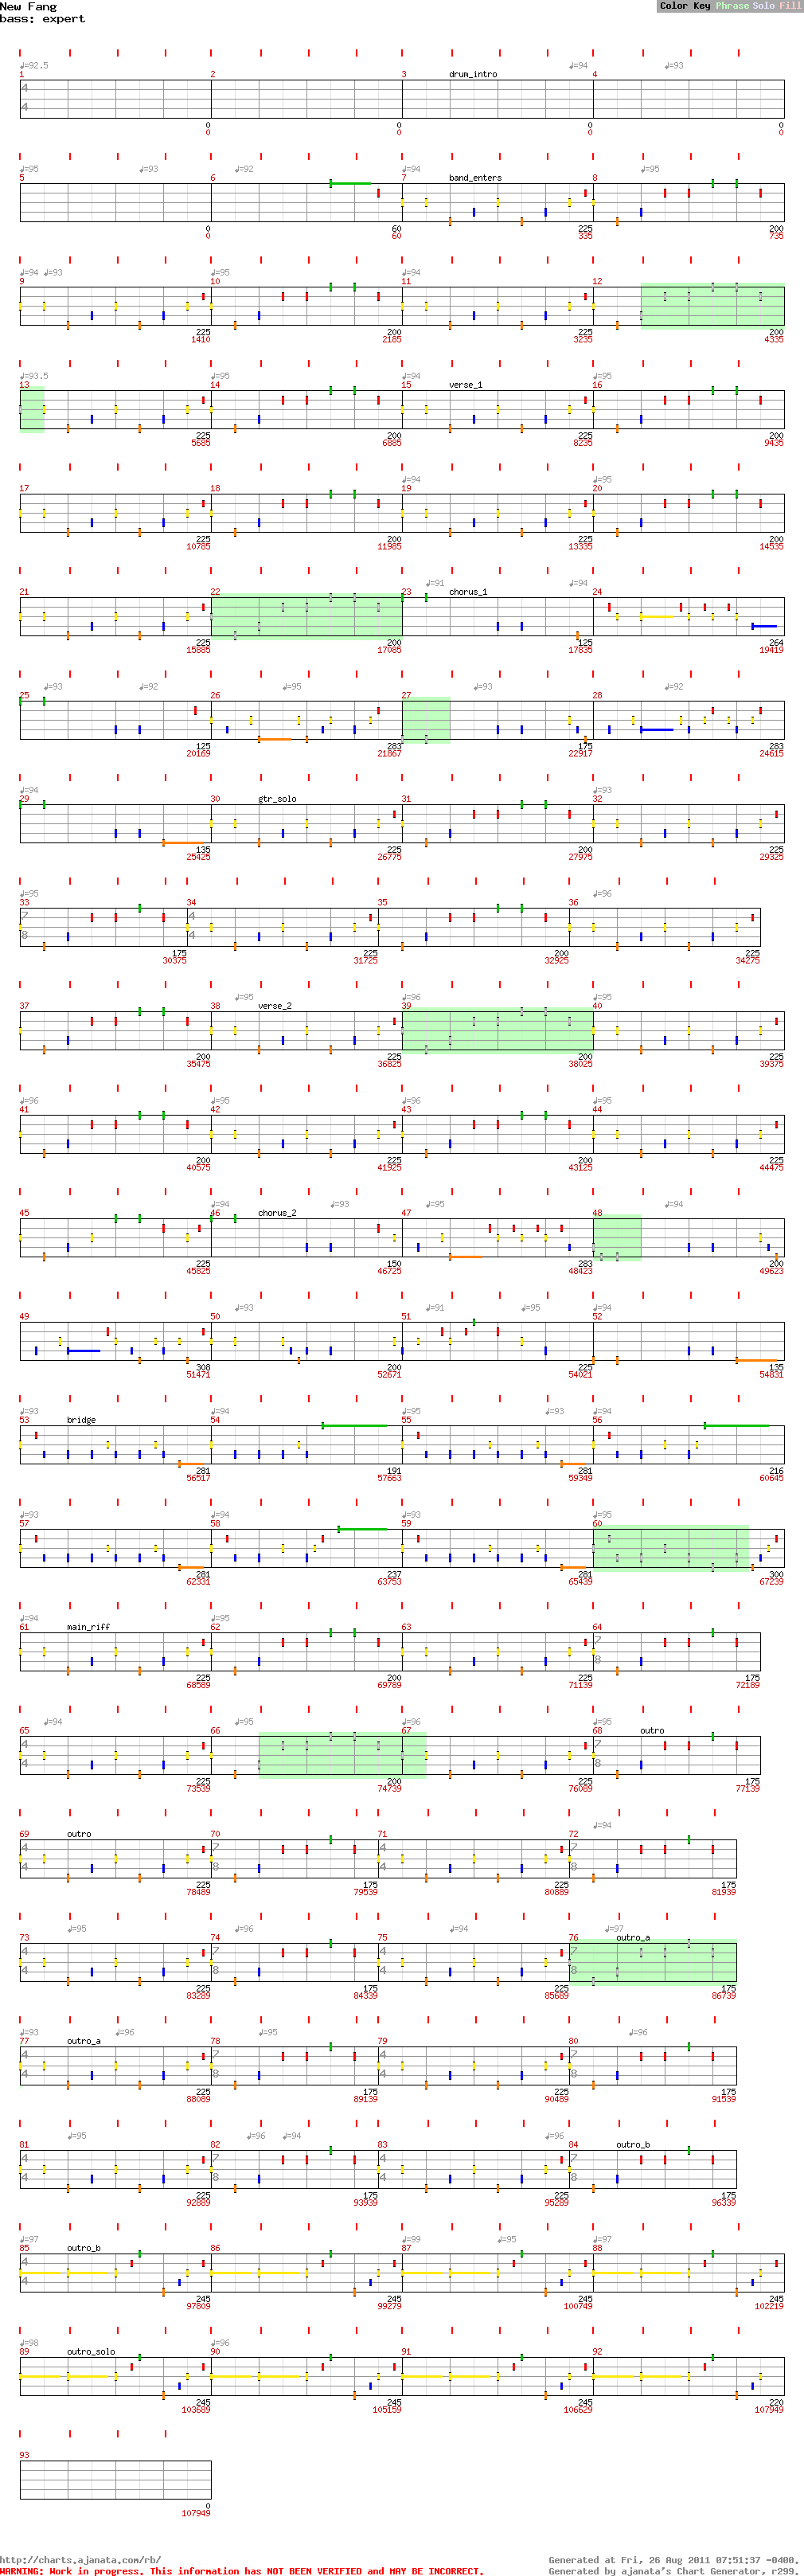 New Fang
Color Key Phrase Solo Fill
bass: expert
♩=92.5 ♩=94 ♩=93
1 2 3 drum_intro 4
4
4
0 0 0 0
0 0 0 0
♩=95 ♩=93 ♩=92 ♩=94 ♩=95
5 6 7 band_enters 8
0 60 225 200
0 60 335 735
♩=94 ♩=93 ♩=95 ♩=94
9 10 11 12
225 200 225 200
1410 2185 3235 4335
♩=93.5 ♩=95 ♩=94 ♩=95
13 14 15 verse_1 16
225 200 225 200
5685 6885 8235 9435
♩=94 ♩=95
17 18 19 20
225 200 225 200
10785 11985 13335 14535
♩=91 ♩=94
21 22 23 chorus_1 24
225 200 125 264
15885 17085 17835 19419
♩=93 ♩=92 ♩=95 ♩=93 ♩=92
25 26 27 28
125 283 175 283
20169 21867 22917 24615
♩=94 ♩=93
29 30 gtr_solo 31 32
135 225 200 225
25425 26775 27975 29325
♩=95 ♩=96
33 34 35 36
7 4
8 4
175 225 200 225
30375 31725 32925 34275
♩=95 ♩=96 ♩=95
37 38 verse_2 39 40
200 225 200 225
35475 36825 38025 39375
♩=96 ♩=95 ♩=96 ♩=95
41 42 43 44
200 225 200 225
40575 41925 43125 44475
♩=94 ♩=93 ♩=95 ♩=94
45 46 chorus_2 47 48
225 150 283 200
45825 46725 48423 49623
♩=93 ♩=91 ♩=95 ♩=94
49 50 51 52
308 200 225 135
51471 52671 54021 54831
♩=93 ♩=94 ♩=95 ♩=93 ♩=94
53 bridge 54 55 56
281 191 281 216
56517 57663 59349 60645
♩=93 ♩=94 ♩=93 ♩=95
57 58 59 60
281 237 281 300
62331 63753 65439 67239
♩=94 ♩=95
61 main_riff 62 63 64
7
8
225 200 225 175
68589 69789 71139 72189
♩=94 ♩=95 ♩=96 ♩=95
65 66 67 68 outro
4 7
4 8
225 200 225 175
73539 74739 76089 77139
♩=94
69 outro 70 71 72
4 7 4 7
4 8 4 8
225 175 225 175
78489 79539 80889 81939
♩=95 ♩=96 ♩=94 ♩=97
73 74 75 76 outro_a
4 7 4 7
4 8 4 8
225 175 225 175
83289 84339 85689 86739
♩=93 ♩=96 ♩=95 ♩=96
77 outro_a 78 79 80
4 7 4 7
4 8 4 8
225 175 225 175
88089 89139 90489 91539
♩=95 ♩=96 ♩=94 ♩=96
81 82 83 84 outro_b
4 7 4 7
4 8 4 8
225 175 225 175
92889 93939 95289 96339
♩=97 ♩=99 ♩=95 ♩=97
85 outro_b 86 87 88
4
4
245 245 245 245
97809 99279 100749 102219
♩=98 ♩=96
89 outro_solo 90 91 92
245 245 245 220
103689 105159 106629 107949
93
0
107949
http://charts.ajanata.com/rb/ Generated at Fri, 26 Aug 2011 07:51:37 -0400.
WARNING: Work in progress. This information has NOT BEEN VERIFIED and MAY BE INCORRECT. Generated by ajanata's Chart Generator, r299.